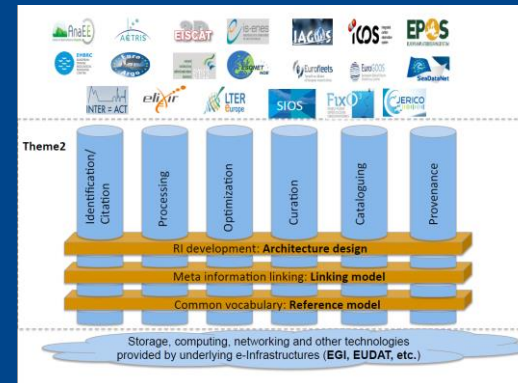 AnaEE
ACTRIS
EISCAT
is-enes
IAGOS
ICOS
EPOS
EMBRC
Euro Argo
ESONET
Eurofleets
EuroGOOS
SeaDataNet
INTER = ACT
elixir
LTER
Europe
SIOS
FixO3
JERICO
Theme2
Identification/
Citation
Processing
Optimization
Curation
Cataloguing
Provenance
RI development: Architecture design
Meta information linking: Linking model
Common vocabulary: Reference model
Storage, computing, networking and other technologies
provided by underlying e-Infrastructures (EGI, EUDAT, etc.)